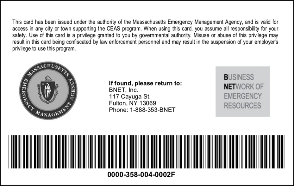 This card has been issued under the authority of the Massachusetts Emergency Management Agency, and is valid for
access in any city or town supporting the CEAS program. When using this card, you assume all responsibility for your
safety. Use of this card is a privilege granted to you by governmental authority. Misuse or abuse of this privilege may
result in this card being confiscated by law enforcement personnel and may result in the suspension of your employer's
privilege to use this program.
MASSACHUSETTS
EMERGENCY MANAGEMENT
If found, please return to:
BNET, Inc.
117 Cayuga St
Fulton, NY 13069
Phone: 1-888-353-BNET
BUSINESS
NETWORK OF
EMERGENCY
RESOURCES
0000-358-004-0002F